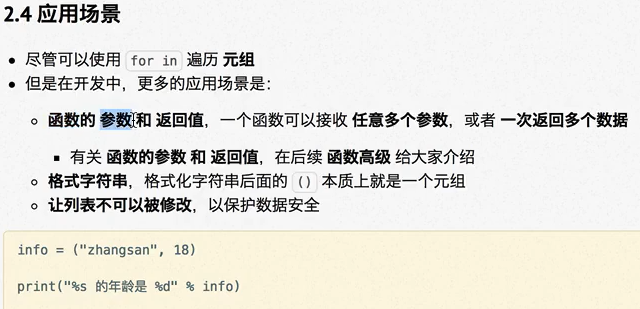 2.4 应用场景
尽管可以使用 for in 遍历 元组
但是在开发中，更多的应用场景是：
函数的 参数 和 返回值，一个函数可以接收 任意多个参数，或者 一次返回多个数据
有关 函数的参数 和 返回值，在后续 函数高级 给大家介绍
格式字符串，格式化字符串后面的 () 本质上就是一个元组
让列表不可以被修改，以保护数据安全
info = ("zhangsan", 18)
print("%s 的年龄是 %d" % info)